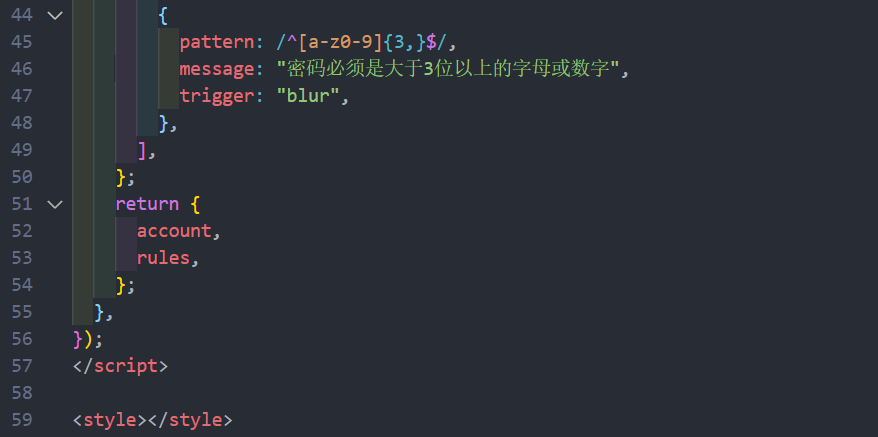 44 {
45 pattern: /^[a-z0-9]{3,}$/,
46 message: "密码必须是大于3位以上的字母或数字",
47 trigger: "blur",
48 },
49 ],
50 };
51 return {
52 account,
53 rules,
54 };
55 },
56 });
57 </script>
58
59 <style></style>